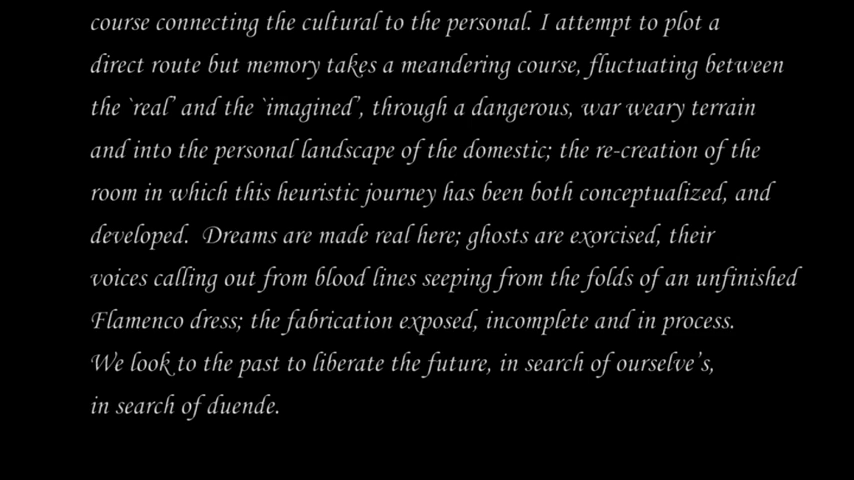 course connecting the cultural to the personal. I attempt to plot a
direct route but memory takes a meandering course, fluctuating between
the `real' and the `imagined', through a dangerous, war weary terrain
and into the personal landscape of the domestic; the re-creation of the
room in which this heuristic journey has been both conceptualized, and
developed.  Dreams are made real here; ghosts are exorcised, their
voices calling out from blood lines seeping from the folds of an unfinished
Flamenco dress; the fabrication exposed, incomplete and in process.
We look to the past to liberate the future, in search of ourselve's,
in search of duende.